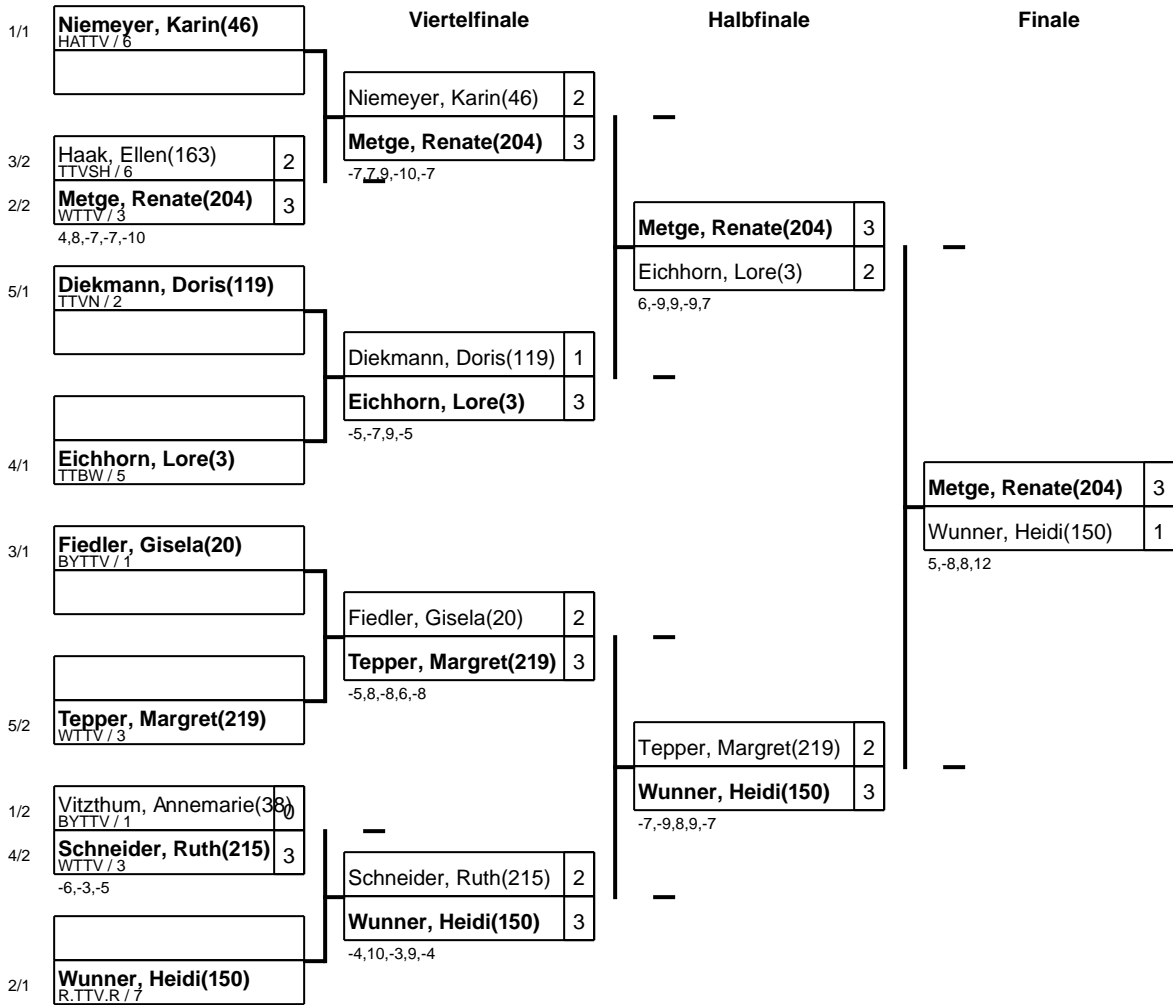 Viertelfinale
Halbfinale
Finale
1/1
Niemeyer, Karin(46)
HATTV / 6
3/2
Haak, Ellen(163)
2
TTVSH / 6
2/2
Metge, Renate(204)
3
WTTV / 3
4,8,-7,-7,-10
5/1
Diekmann, Doris(119)
TTVN / 2
4/1
Eichhorn, Lore(3)
TTBW / 5
3/1
Fiedler, Gisela(20)
BYTTV / 1
5/2
Tepper, Margret(219)
WTTV / 3
1/2
Vitzthum, Annemarie(38)
0
BYTTV / 1
4/2
Schneider, Ruth(215)
3
WTTV / 3
-6,-3,-5
2/1
Wunner, Heidi(150)
R.TTV.R / 7
Niemeyer, Karin(46)
2
Metge, Renate(204)
3
-7,7,9,-10,-7
Diekmann, Doris(119)
1
Eichhorn, Lore(3)
3
-5,-7,9,-5
Fiedler, Gisela(20)
2
Tepper, Margret(219)
3
-5,8,-8,6,-8
Schneider, Ruth(215)
2
Wunner, Heidi(150)
3
-4,10,-3,9,-4
Metge, Renate(204)
3
Eichhorn, Lore(3)
2
6,-9,9,-9,7
Tepper, Margret(219)
2
Wunner, Heidi(150)
3
-7,-9,8,9,-7
Metge, Renate(204)
3
Wunner, Heidi(150)
1
5,-8,8,12